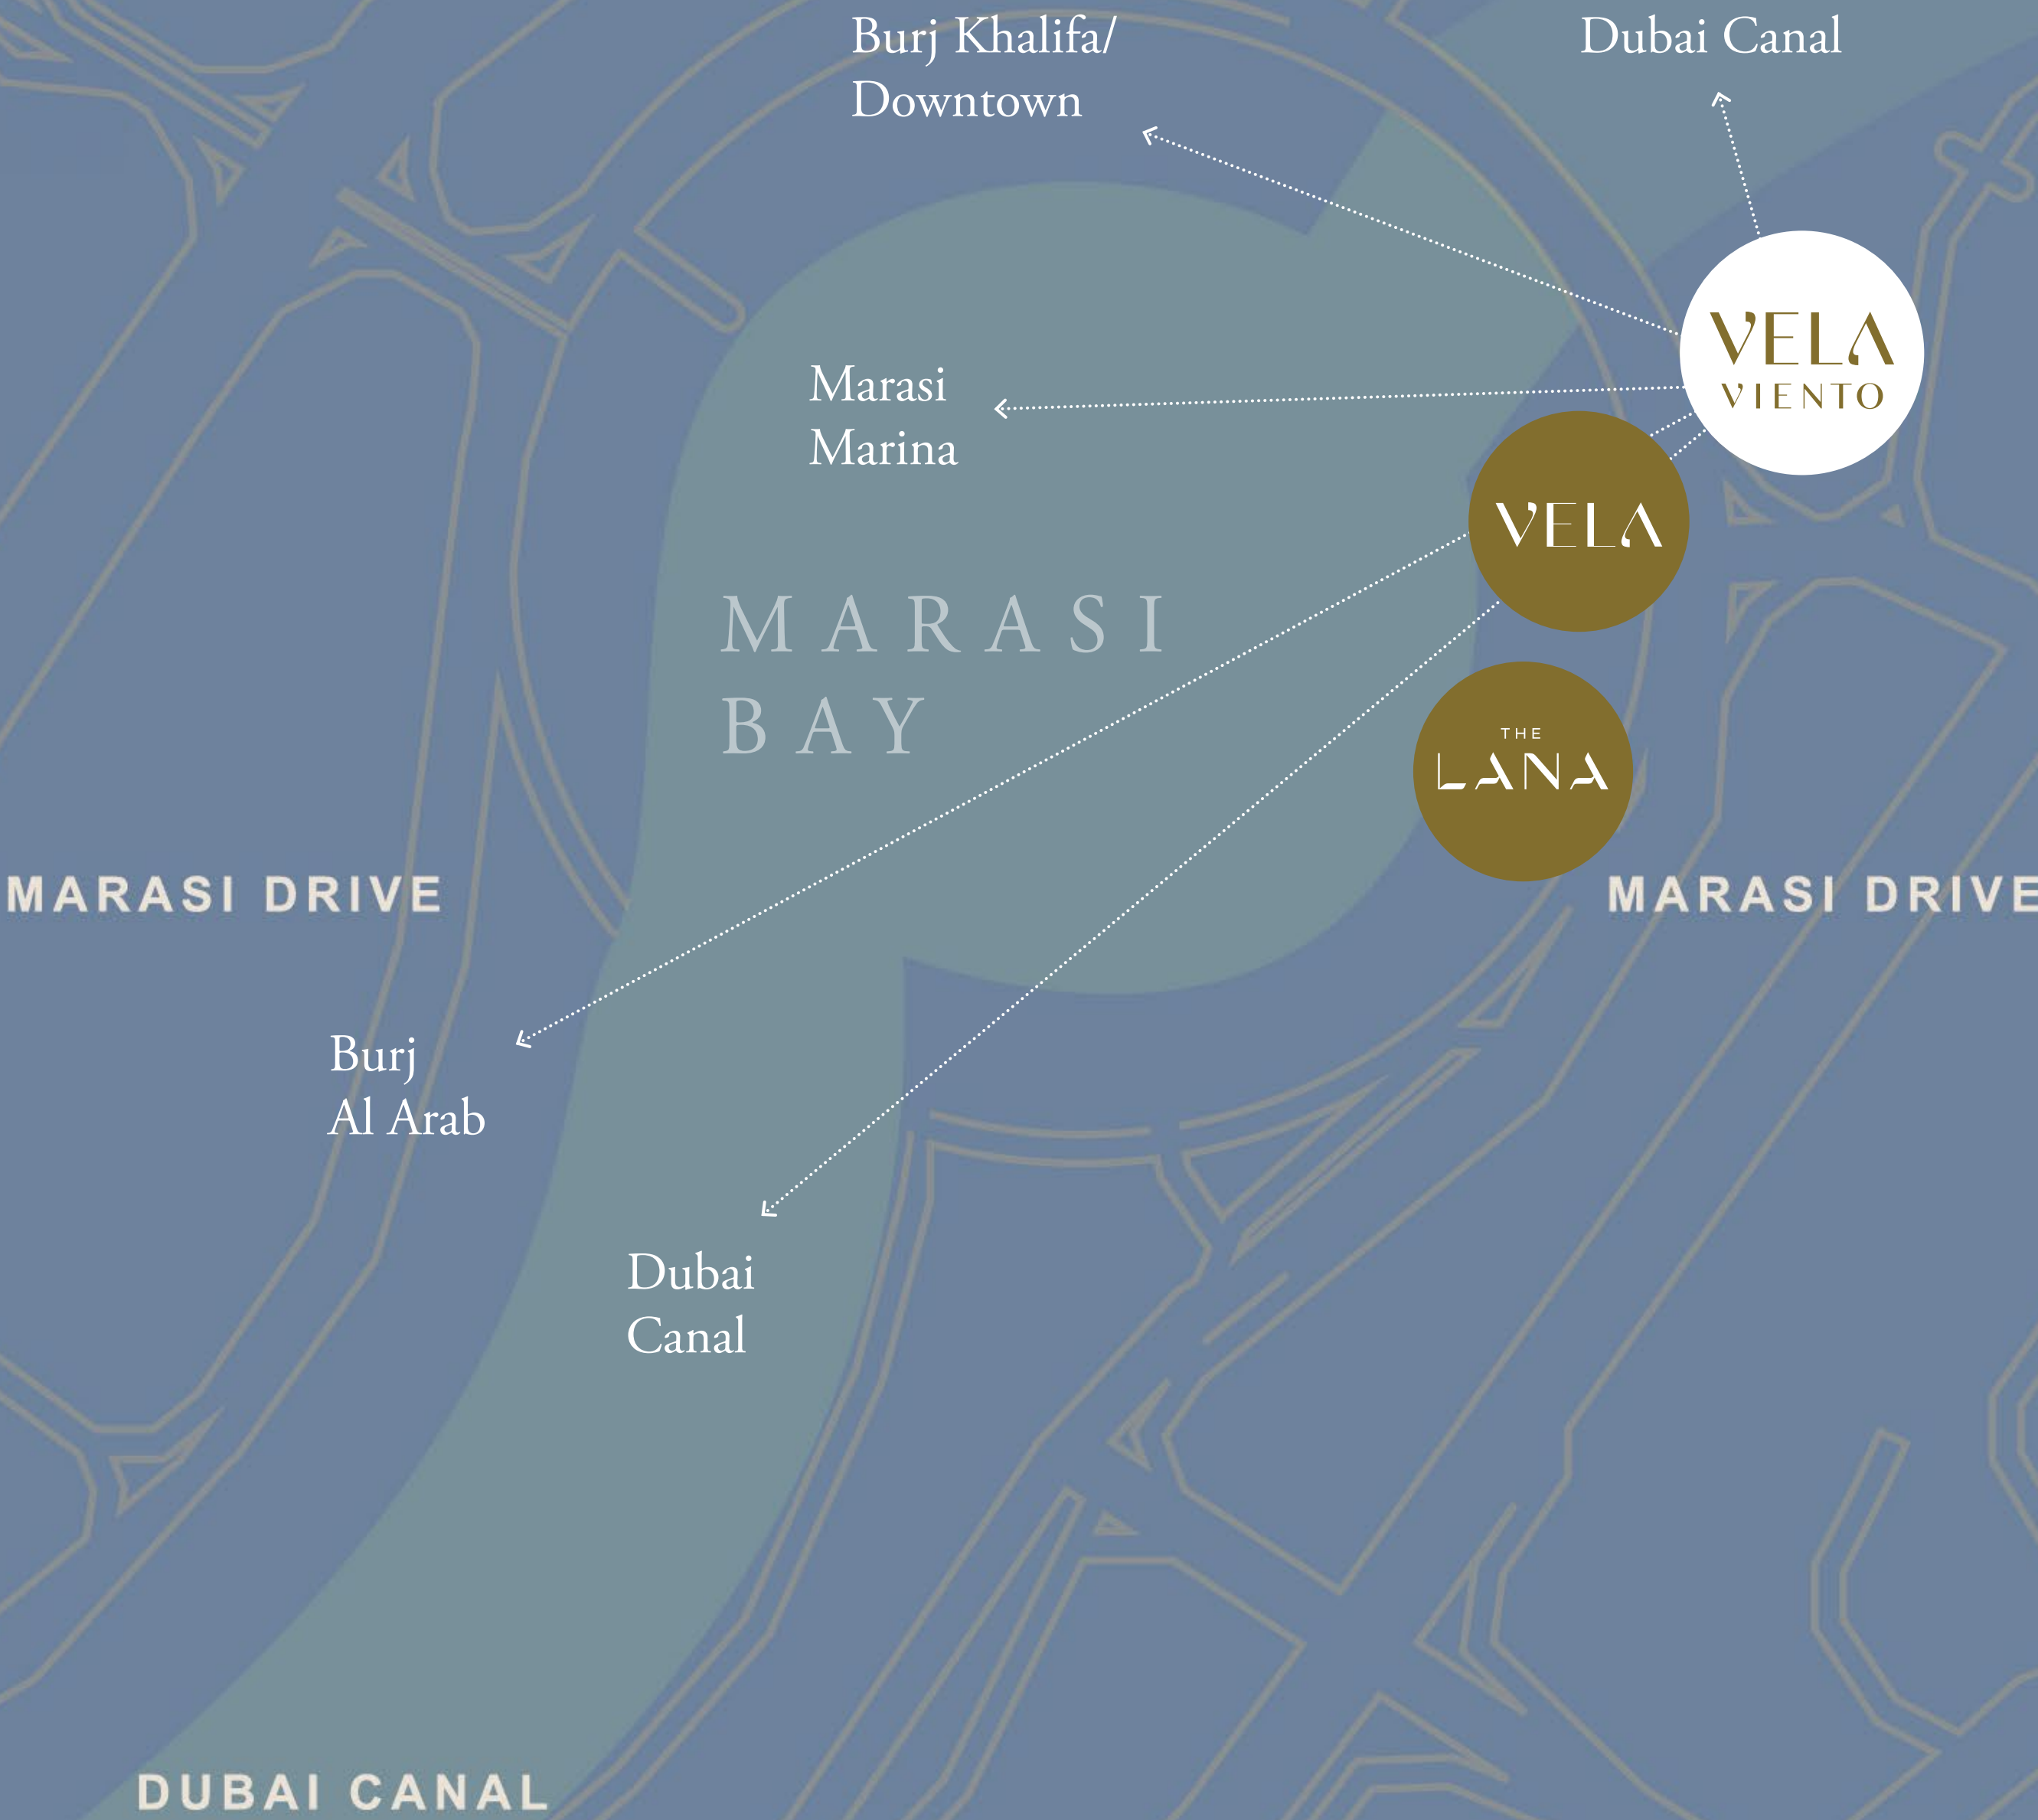 Burj Khalifa/
Downtown
Dubai Canal
VELA
VIENTO
Marasi
Marina
VELA
MARASI
BAY
THE
LANA
MARASI DRIVE
MARASI DRIVE
Burj
Al Arab
Dubai
Canal
DUBAI CANAL